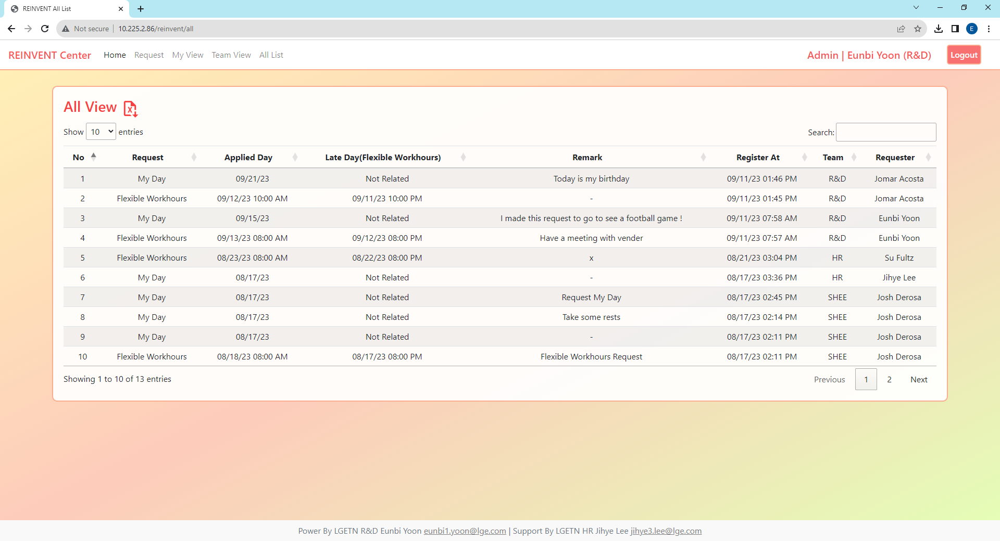 REINVENT All List
Not secure | 10.225.2.86/reinvent/all
E
REINVENT Center Home Request My View Team View All List Admin | Eunbi Yoon (R&D) Logout
All View
Show 10 entries Search:
No Request Applied Day Late Day(Flexible Workhours) Remark Register At Team Requester
1 My Day 09/21/23 Not Related Today is my birthday 09/11/23 01:46 PM R&D Jomar Acosta
2 Flexible Workhours 09/12/23 10:00 AM 09/11/23 10:00 PM - 09/11/23 01:45 PM R&D Jomar Acosta
3 My Day 09/15/23 Not Related I made this request to go to see a football game ! 09/11/23 07:58 AM R&D Eunbi Yoon
4 Flexible Workhours 09/13/23 08:00 AM 09/12/23 08:00 PM Have a meeting with vender 09/11/23 07:57 AM R&D Eunbi Yoon
5 Flexible Workhours 08/23/23 08:00 AM 08/22/23 08:00 PM x 08/21/23 03:04 PM HR Su Fultz
6 My Day 08/17/23 Not Related - 08/17/23 03:36 PM HR Jihye Lee
7 My Day 08/17/23 Not Related Request My Day 08/17/23 02:45 PM SHEE Josh Derosa
8 My Day 08/17/23 Not Related Take some rests 08/17/23 02:14 PM SHEE Josh Derosa
9 My Day 08/17/23 Not Related - 08/17/23 02:11 PM SHEE Josh Derosa
10 Flexible Workhours 08/18/23 08:00 AM 08/17/23 08:00 PM Flexible Workhours Request 08/17/23 02:11 PM SHEE Josh Derosa
Showing 1 to 10 of 13 entries Previous 1 2 Next
Power By LGETN R&D Eunbi Yoon eunbi1.yoon@lge.com | Support By LGETN HR Jihye Lee jihye3.lee@lge.com